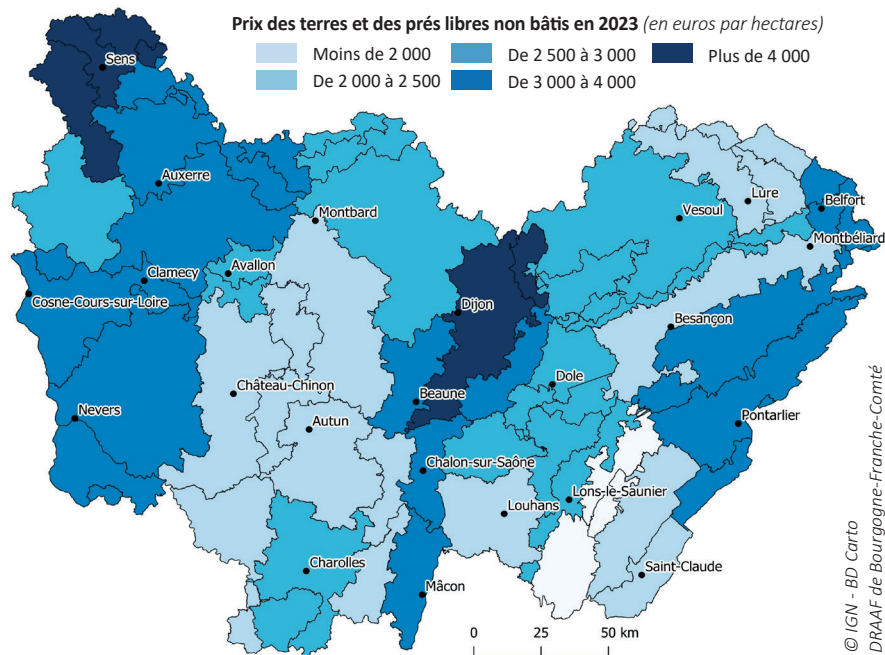 Prix des terres et des prés libres non bâtis en 2023 (en euros par hectares)
Moins de 2 000
De 2 500 à 3 000
Plus de 4 000
De 2 000 à 2 500
De 3 000 à 4 000
Sens
Auxerre
Lure
Belfort
Vesoul
Montbard
Montbéliard
Avallon
Clamecy
Cosne-Cours-sur-Loire
Dijon
Besançon
Dole
Château-Chinon
Beaune
Nevers
Autun
Pontarlier
Chalon-sur-Saône
Louhans
Lons-le-Saunier
Charolles
Saint-Claude
Mâcon
0 25 50 km
© IGN - BD Carto
DRAAF de Bourgogne-Franche-Comté